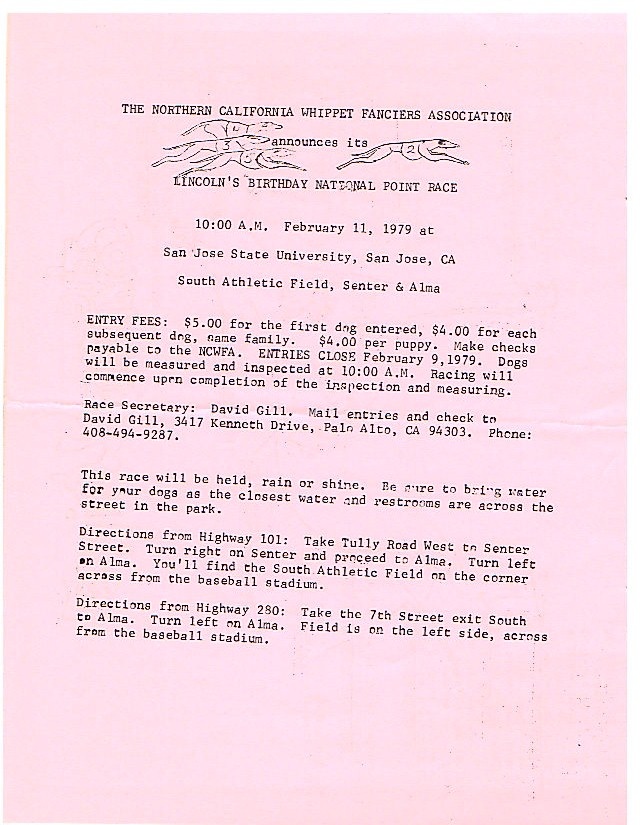 THE NORTHERN CALIFORNIA WHIPPET FANCIERS ASSOCIATION
announces its
3
2
LINCOLN'S BIRTHDAY NATIONAL POINT RACE
10:00 A.M. February 11, 1979 at
San Jose State University, San Jose, CA
South Athletic Field, Senter & Alma
ENTRY FEES: $5.00 for the first dog entered, $4.00 for each
subsequent dog, same family. $4.00 per puppy. Make checks
payable to the NCWFA. ENTRIES CLOSE February 9,1979. Dogs
will be measured and inspected at 10:00 A.M. Racing will
commence upon completion of the inspection and measuring.
Race Secretary: David Gill. Mail entries and check to
David Gill, 3417 Kenneth Drive, Palo Alto, CA 94303. Phone:
408-494-9287.
This race will be held, rain or shine. Be sure to bring water
for your dogs as the closest water and restrooms are across the
street in the park.
Directions from Highway 101: Take Tully Road West to Senter
Street. Turn right on Senter and proceed to Alma. Turn left
on Alma. You'll find the South Athletic Field on the corner
across from the baseball stadium.
Directions from Highway 280: Take the 7th Street exit South
to Alma. Turn left on Alma. Field is on the left side, across
from the baseball stadium.